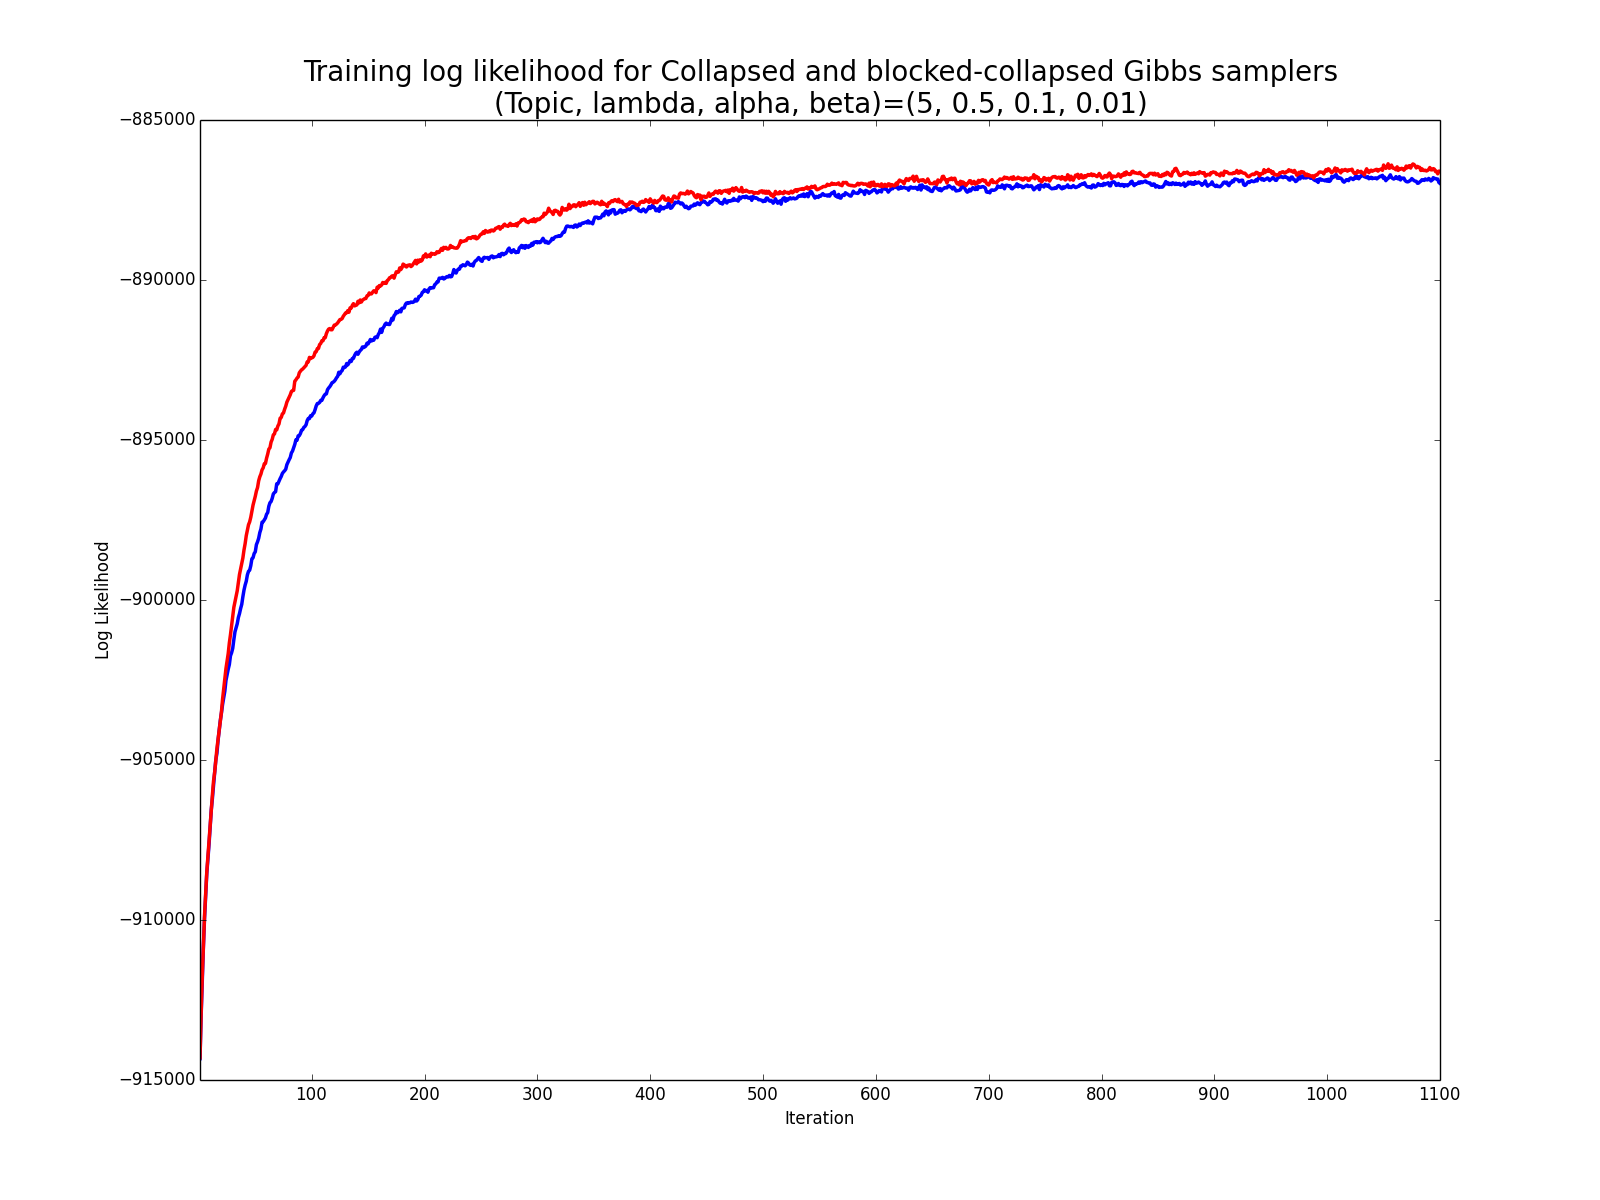 Training log likelihood for Collapsed and blocked-collapsed Gibbs samplers
(Topic, lambda, alpha, beta)=(5, 0.5, 0.1, 0.01)
−885000
−890000
−895000
−900000
−905000
−910000
−915000
Log Likelihood
100 200 300 400 500 600 700 800 900 1000 1100
Iteration